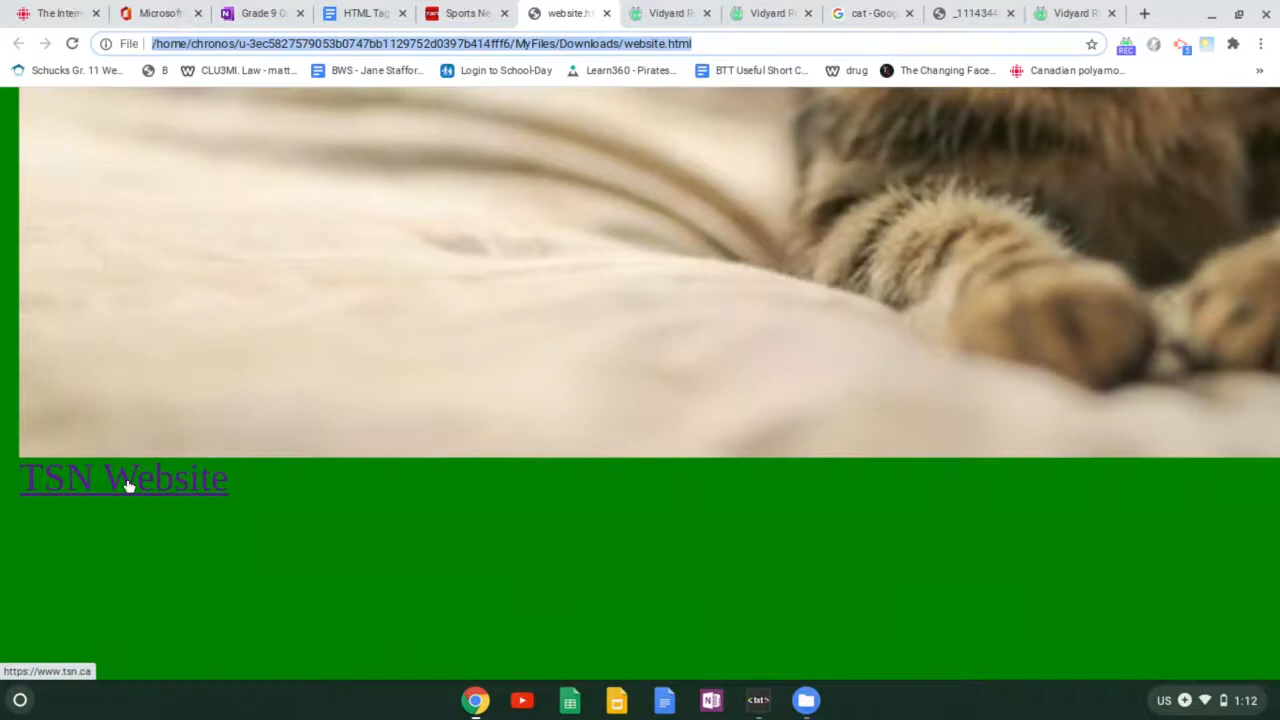 The Intern
Microsoft
Grade 9 O
HTML Tag
Sports Ne
website.h
Vidyard R
Vidyard R
cat - Goog
_1114344
Vidyard R
File
/home/chronos/u-3ec5827579053b0747bb1129752d0397b414fff6/MyFiles/Downloads/website.html
REC
Schucks Gr. 11 We...
B
CLU3MI. Law - matt...
BWS - Jane Staffor...
Login to School-Day
Learn360 - Pirates...
BTT Useful Short C...
drug
The Changing Face...
Canadian polyamo...
TSN Website
https://www.tsn.ca
<txt>
US
1:12